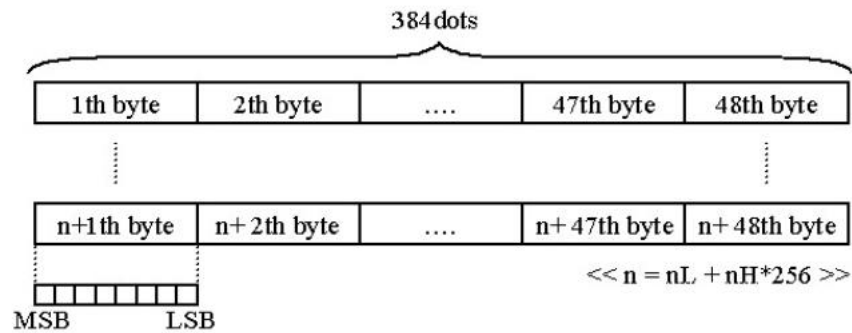 384dots
1th byte 2th byte .... 47th byte 48th byte
n+1th byte n+2th byte .... n+47th byte n+48th byte
<< n = nL + nH*256 >>
MSB LSB